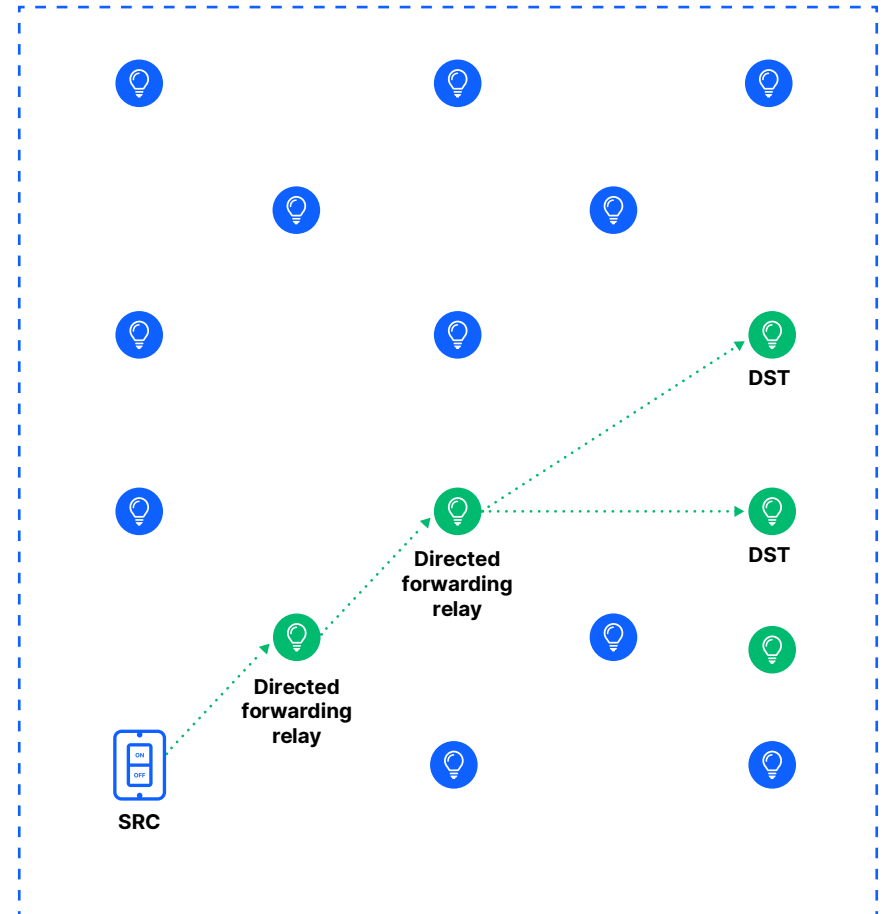 DST
DST
Directed
forwarding
relay
Directed
forwarding
relay
ON
OFF
SRC